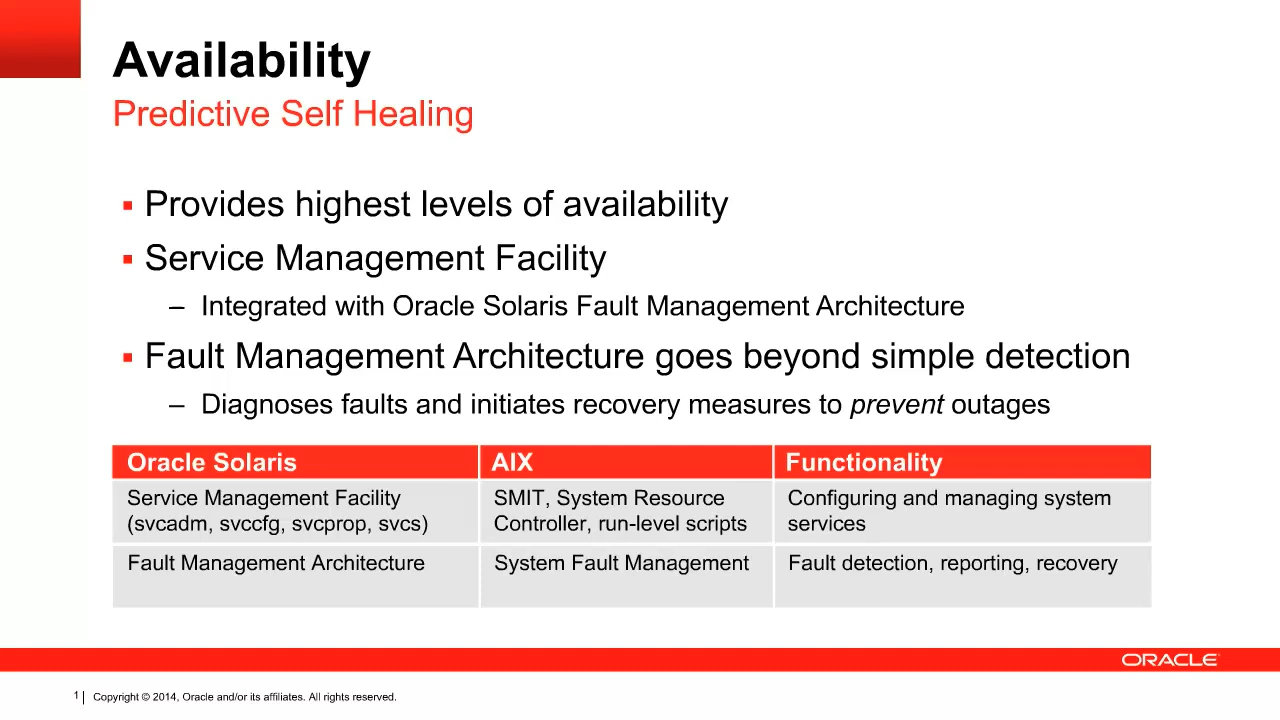 Availability
Predictive Self Healing
▪ Provides highest levels of availability
▪ Service Management Facility
– Integrated with Oracle Solaris Fault Management Architecture
▪ Fault Management Architecture goes beyond simple detection
– Diagnoses faults and initiates recovery measures to prevent outages
Oracle Solaris AIX Functionality
Service Management Facility SMIT, System Resource Configuring and managing system
(svcadm, svccfg, svcprop, svcs) Controller, run-level scripts services
Fault Management Architecture System Fault Management Fault detection, reporting, recovery
ORACLE
1 | Copyright © 2014, Oracle and/or its affiliates. All rights reserved.